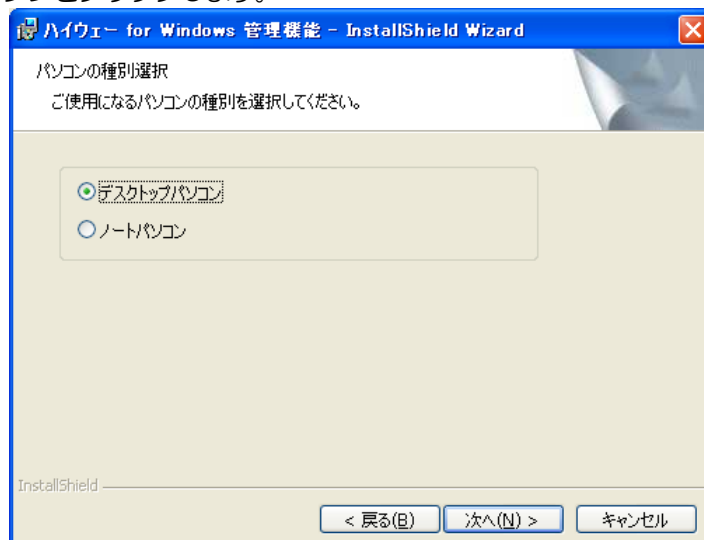 ハイウェー for Windows 管理機能 - InstallShield Wizard
パソコンの種別選択
ご使用になるパソコンの種別を選択してください。
デスクトップパソコン
ノートパソコン
InstallShield
< 戻る(B)
次へ(N) >
キャンセル